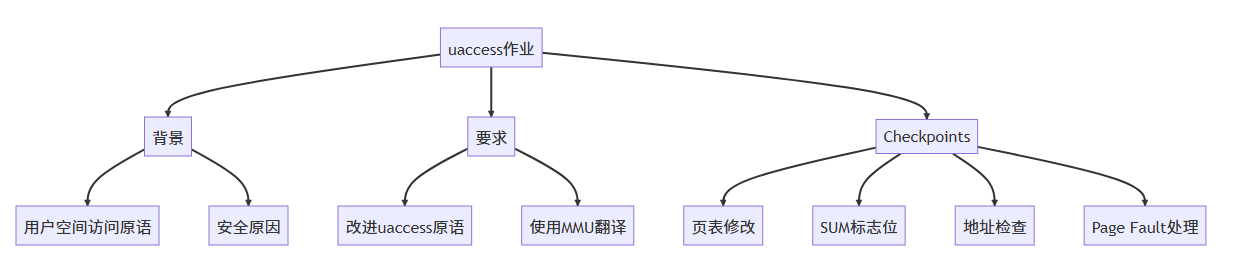 uaccess作业
背景
要求
Checkpoints
用户空间访问原语
安全原因
改进uaccess原语
使用MMU翻译
页表修改
SUM标志位
地址检查
Page Fault处理